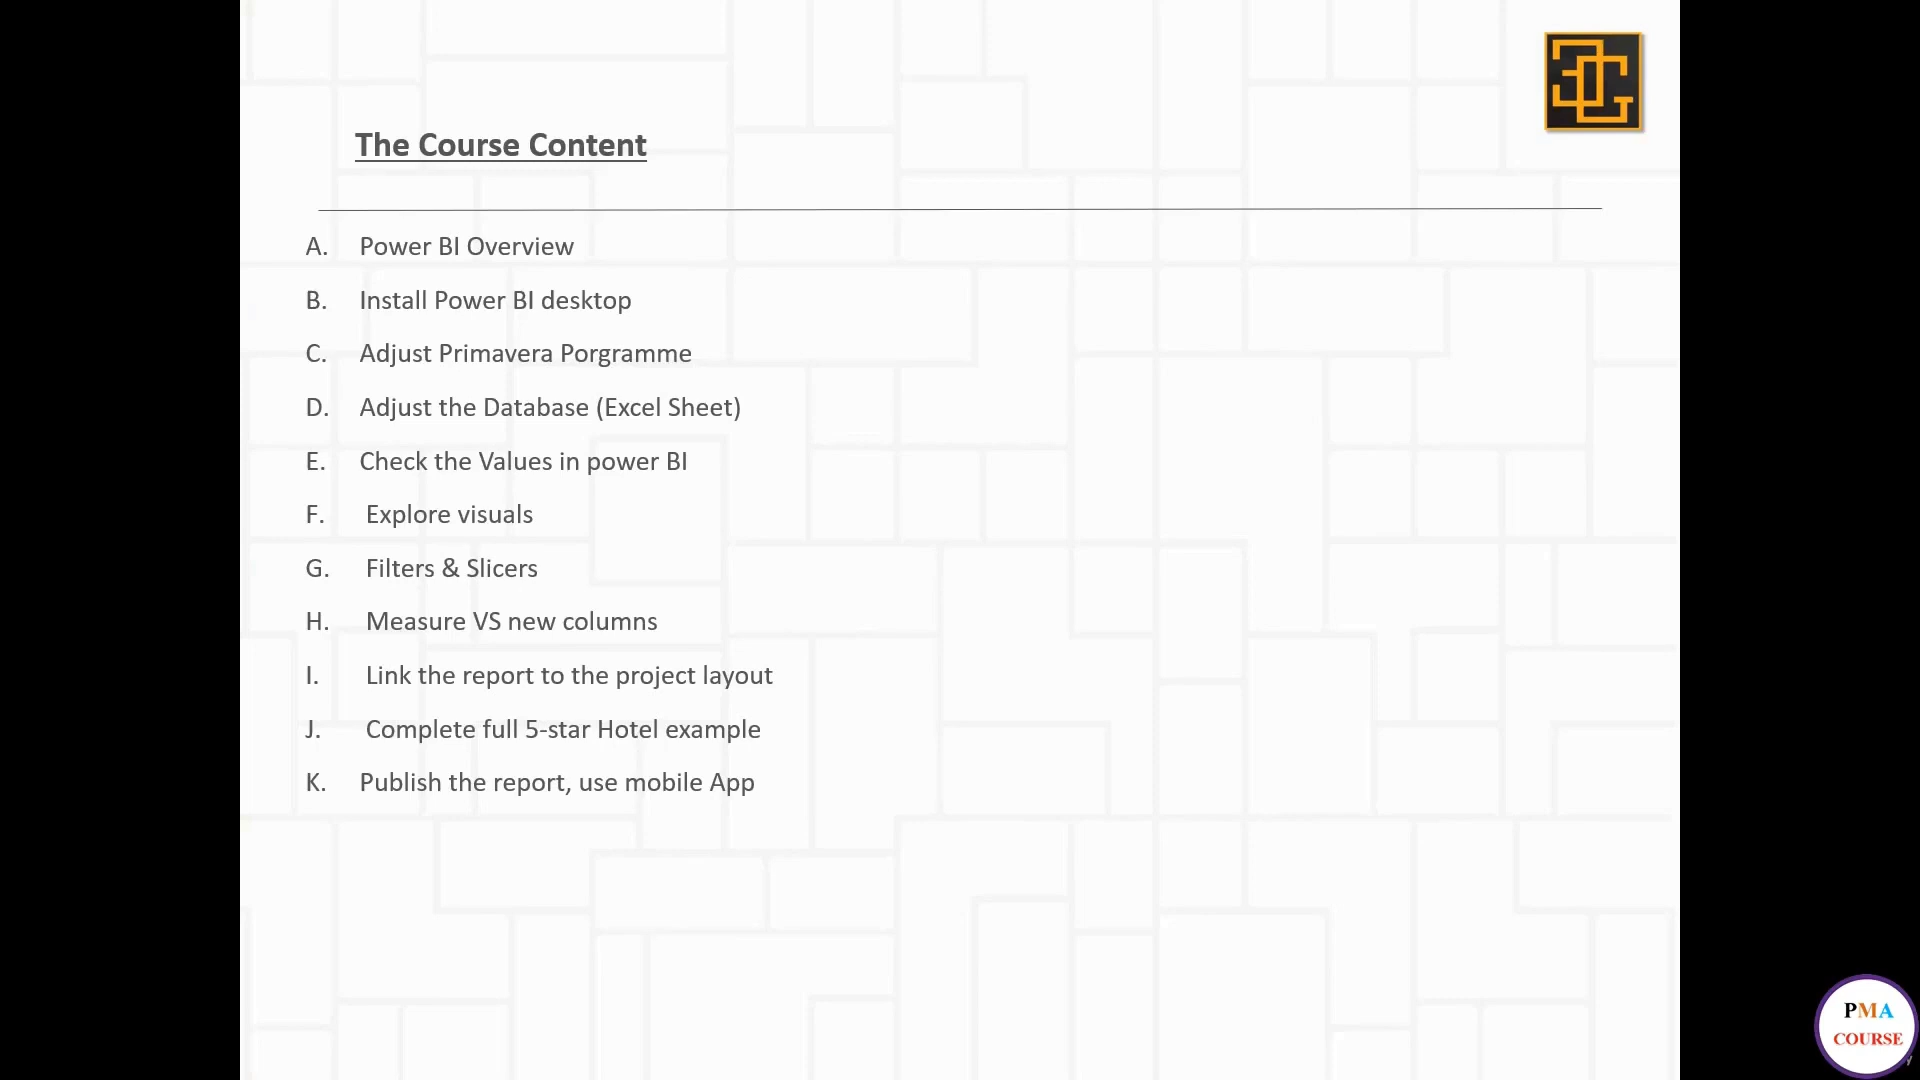 The Course Content
A. Power BI Overview
B. Install Power BI desktop
C. Adjust Primavera Porgramme
D. Adjust the Database (Excel Sheet)
E. Check the Values in power BI
F. Explore visuals
G. Filters & Slicers
H. Measure VS new columns
I. Link the report to the project layout
J. Complete full 5-star Hotel example
K. Publish the report, use mobile App
PMA
COURSE